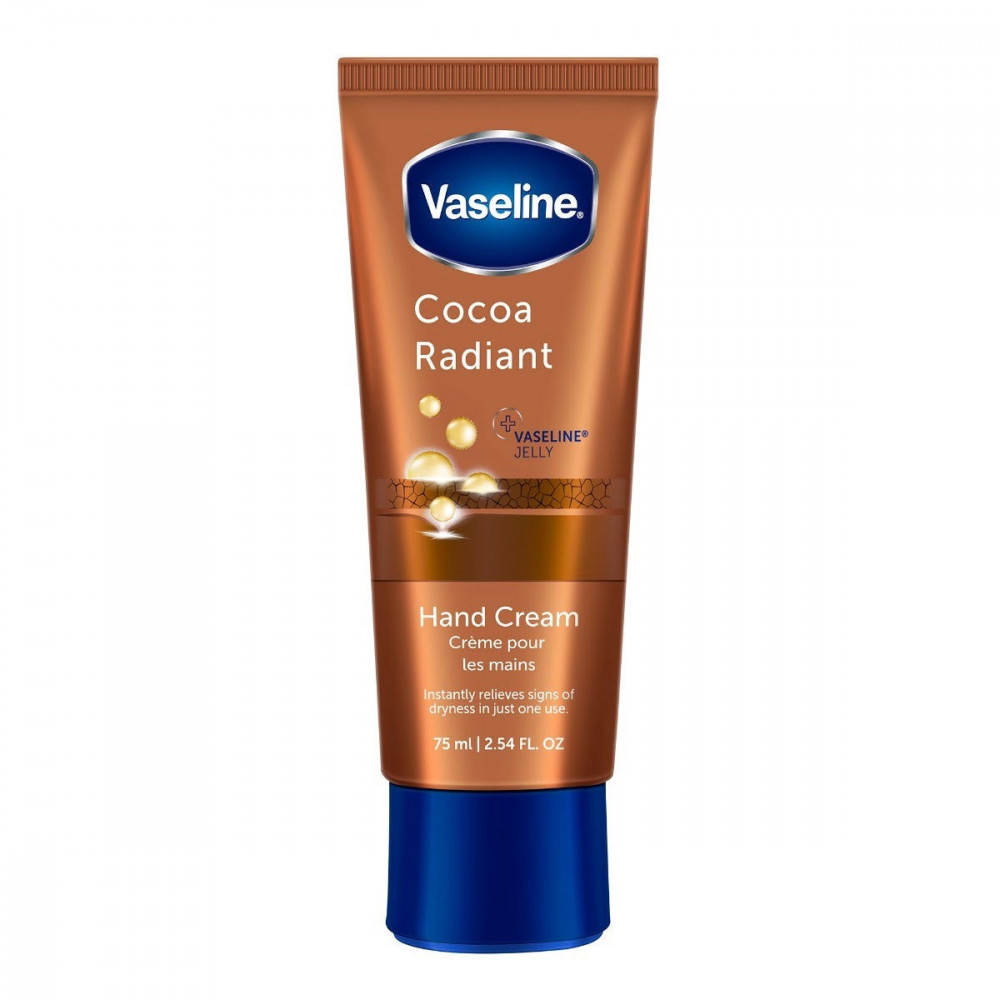 Vaseline®
Cocoa
Radiant
VASELINE®
JELLY
Hand Cream
Crème pour
les mains
Instantly relieves signs of
dryness in just one use.
75 ml | 2.54 FL. OZ